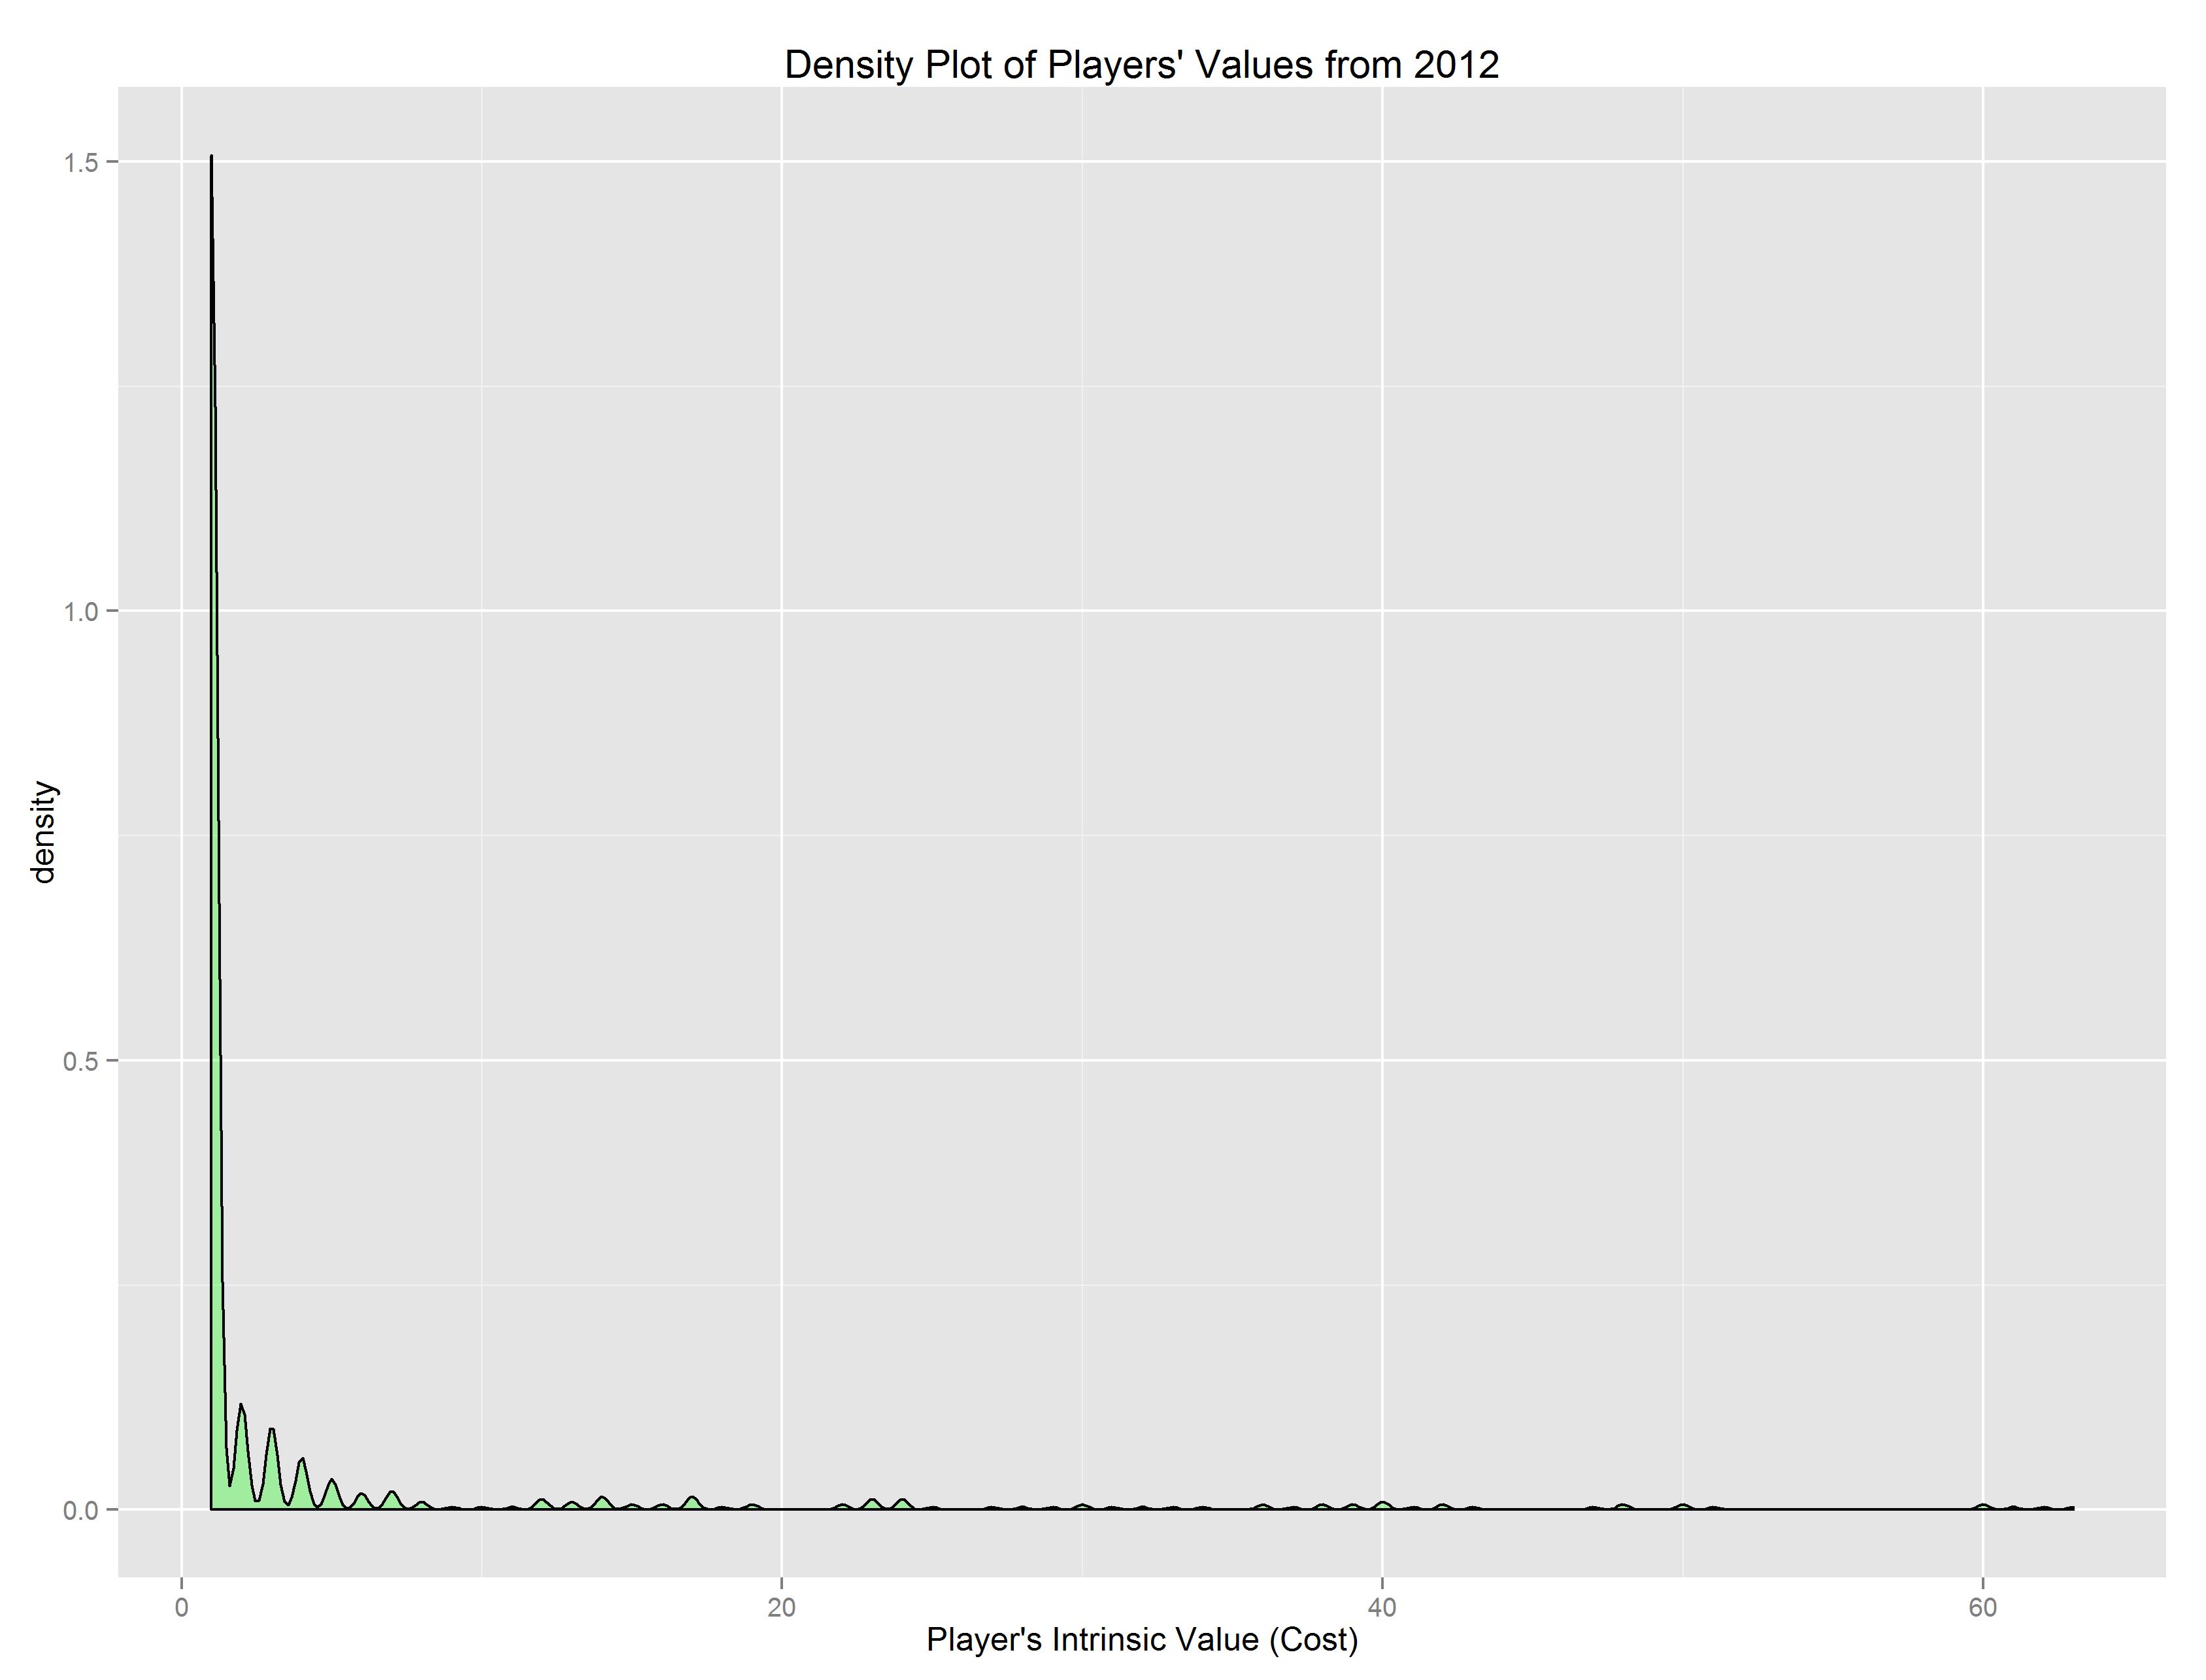 Density Plot of Players' Values from 2012
1.5
1.0
0.5
0.0
density
0 20 40 60
Player's Intrinsic Value (Cost)